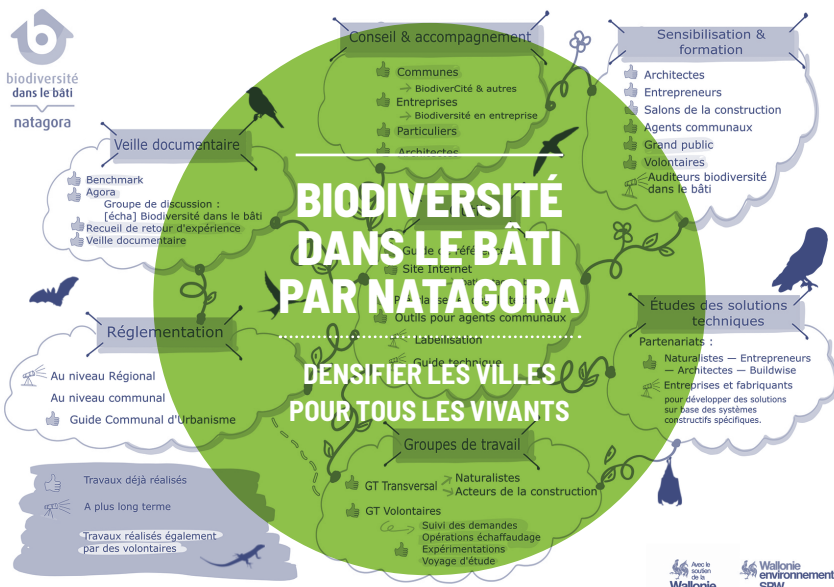 biodiversité
dans le bâti
natagora
Conseil & accompagnement
Communes
BiodiverCité & autres
Entreprises
Biodiversité en entreprise
Particuliers
Architectes
Sensibilisation &
formation
Architectes
Entrepreneurs
Salons de la construction
Agents communaux
Grand public
Volontaires
Auditeurs biodiversité
dans le bâti
Veille documentaire
Benchmark
Agora
Groupe de discussion :
[écha] Biodiversité dans le bâti
Recueil de retour d'expérience
Veille documentaire
BIODIVERSITÉ
DANS LE BÂTI
PAR NATAGORA
DENSIFIER LES VILLES
POUR TOUS LES VIVANTS
Guide de référence
Site Internet
Outils pour agents communaux
Labellisation
Guide technique
Réglementation
Au niveau Régional
Au niveau communal
Guide Communal d'Urbanisme
Études des solutions
techniques
Partenariats :
Naturalistes — Entrepreneurs
— Architectes — Buildwise
Entreprises et fabriquants
pour développer des solutions
sur base des systèmes
constructifs spécifiques.
Groupes de travail
GT Transversal
Naturalistes
Acteurs de la construction
GT Volontaires
Suivi des demandes
Opérations échaffaudage
Expérimentations
Voyage d'étude
Travaux déjà réalisés
A plus long terme
Travaux réalisés également
par des volontaires
Avec le
soutien
de la
Wallonie
Wallonie
environnement
SPW